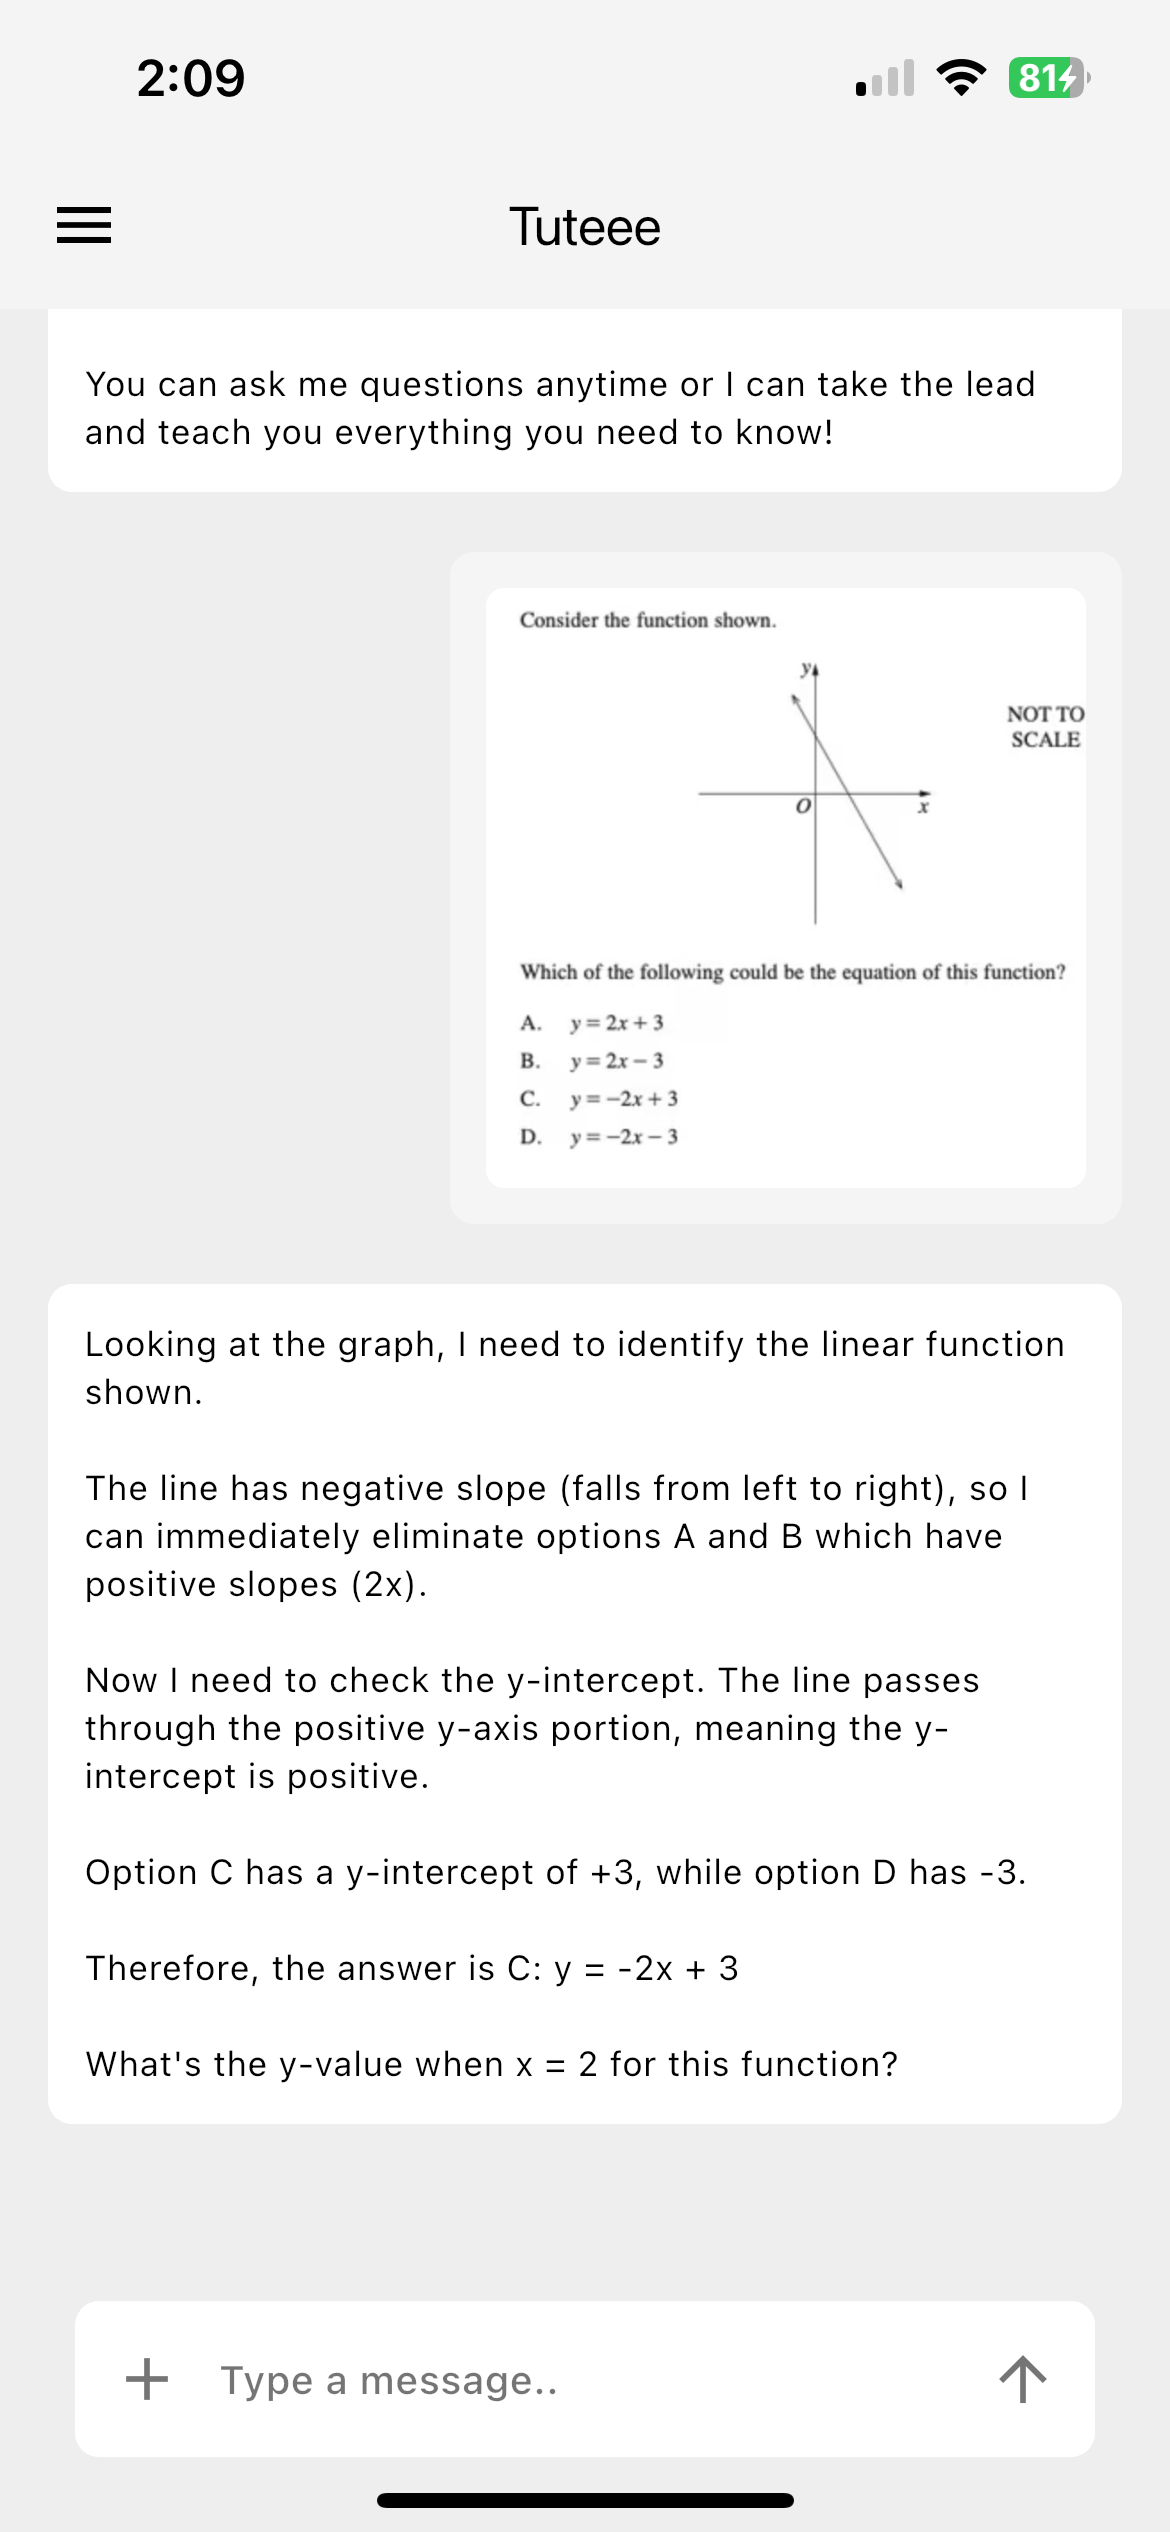 2:09
81
Tuteee
You can ask me questions anytime or I can take the lead
and teach you everything you need to know!
Consider the function shown.
y
NOT TO
SCALE
O
x
Which of the following could be the equation of this function?
A. y = 2x + 3
B. y = 2x − 3
C. y = −2x + 3
D. y = −2x − 3
Looking at the graph, I need to identify the linear function
shown.
The line has negative slope (falls from left to right), so I
can immediately eliminate options A and B which have
positive slopes (2x).
Now I need to check the y-intercept. The line passes
through the positive y-axis portion, meaning the y-
intercept is positive.
Option C has a y-intercept of +3, while option D has -3.
Therefore, the answer is C: y = -2x + 3
What's the y-value when x = 2 for this function?
Type a message..